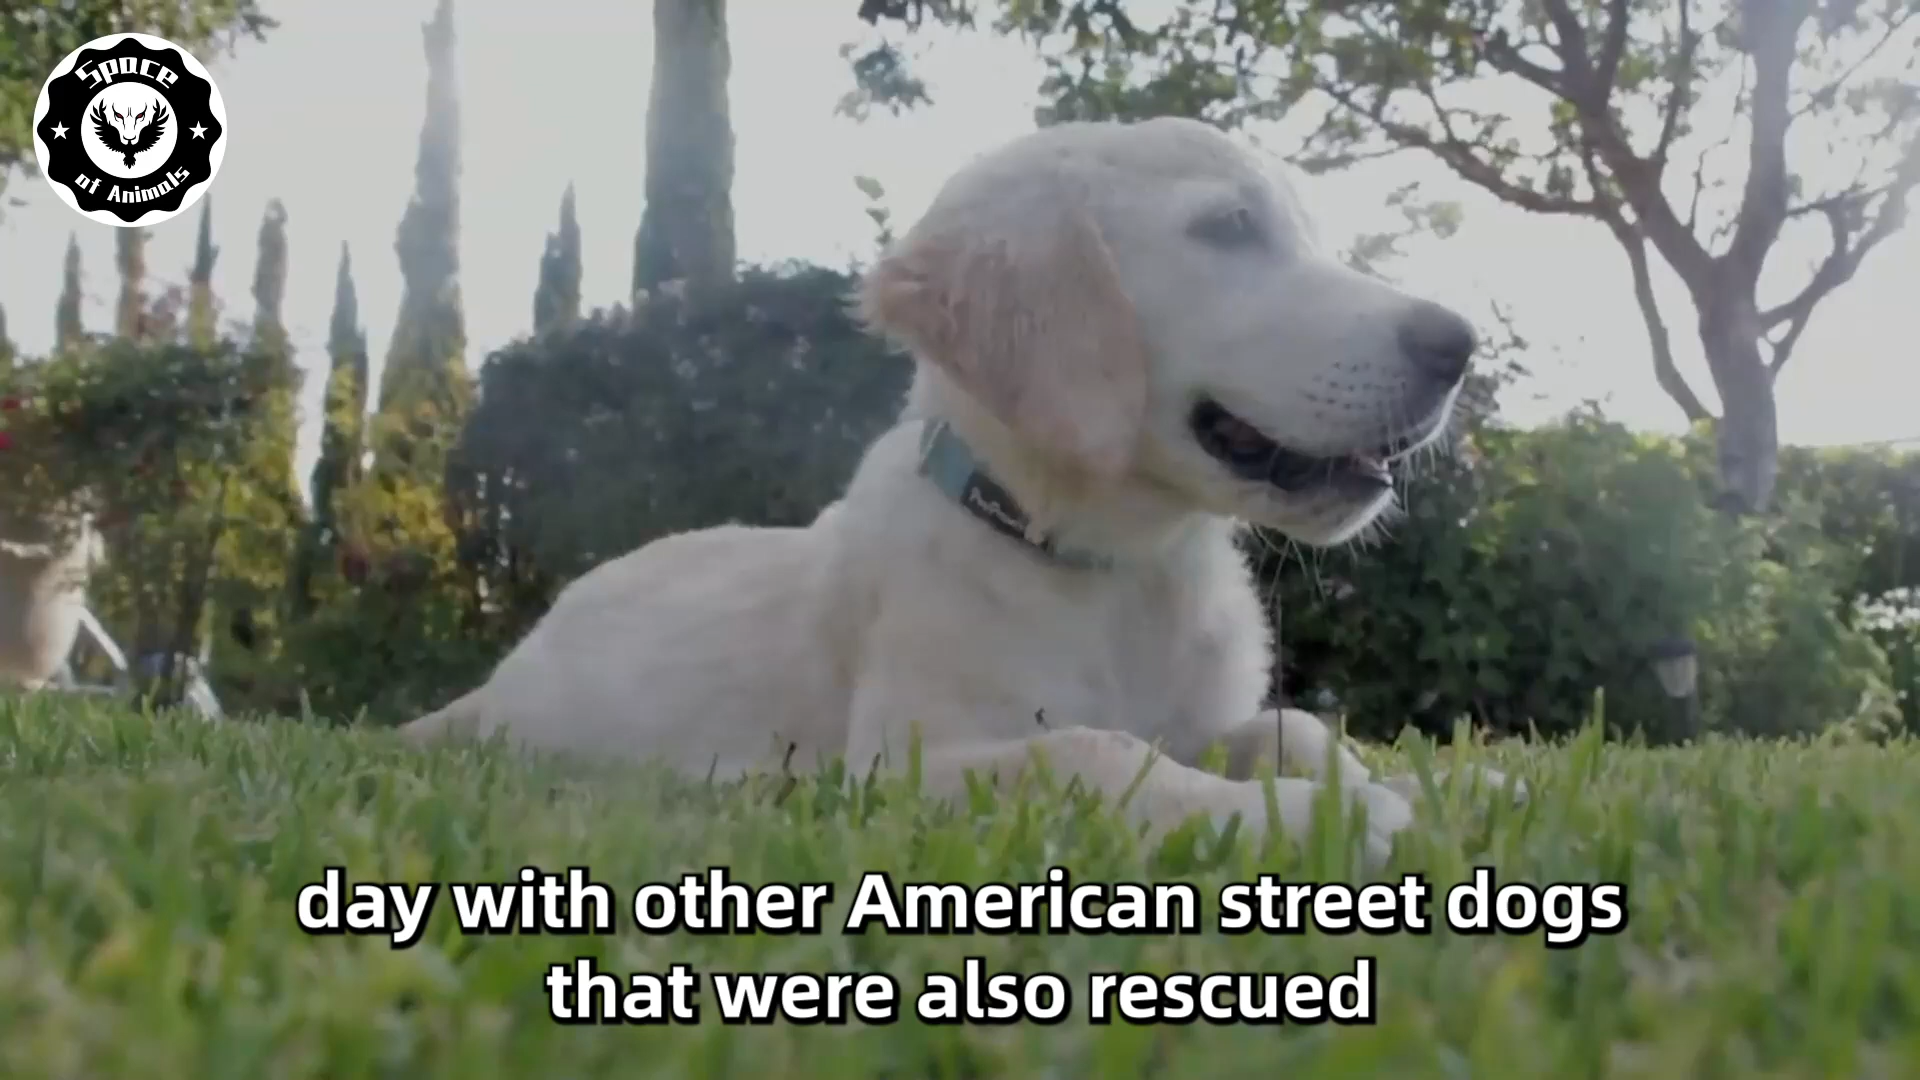 Space
of Animals
day with other American street dogs
that were also rescued